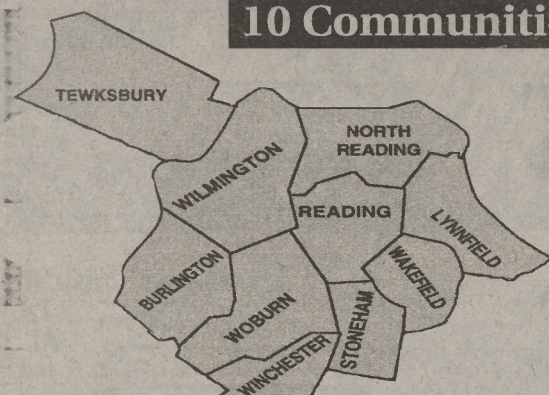 10 Communiti
TEWKSBURY
WILMINGTON
NORTH
READING
READING
LYNNFIELD
BURLINGTON
WAKEFIELD
WOBURN
STONEHAM
WINCHESTER